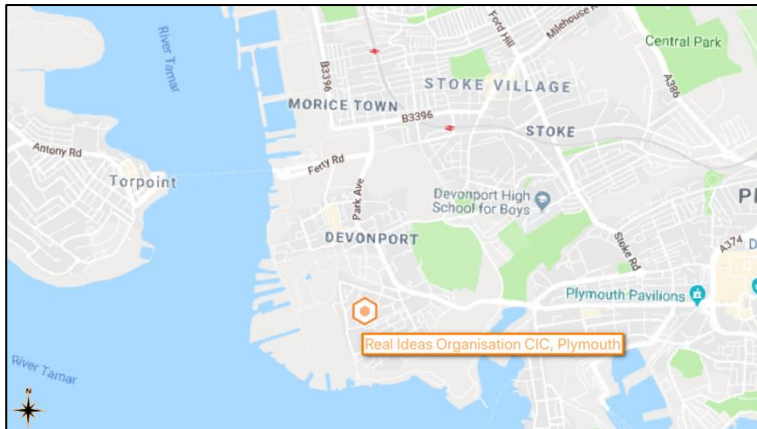 River Tamar
Ford Hill
Milehouse R
Central Park
B3396
A386
STOKE VILLAGE
MORICE TOWN
B3396
STOKE
Antony Rd
Ferry Rd
Torpoint
Park Ave
Devonport High
School for Boys
Pl
DEVONPORT
Stoke Rd
A374
D
Plymouth Pavilions
Real Ideas Organisation CIC, Plymouth
River Tamar
N